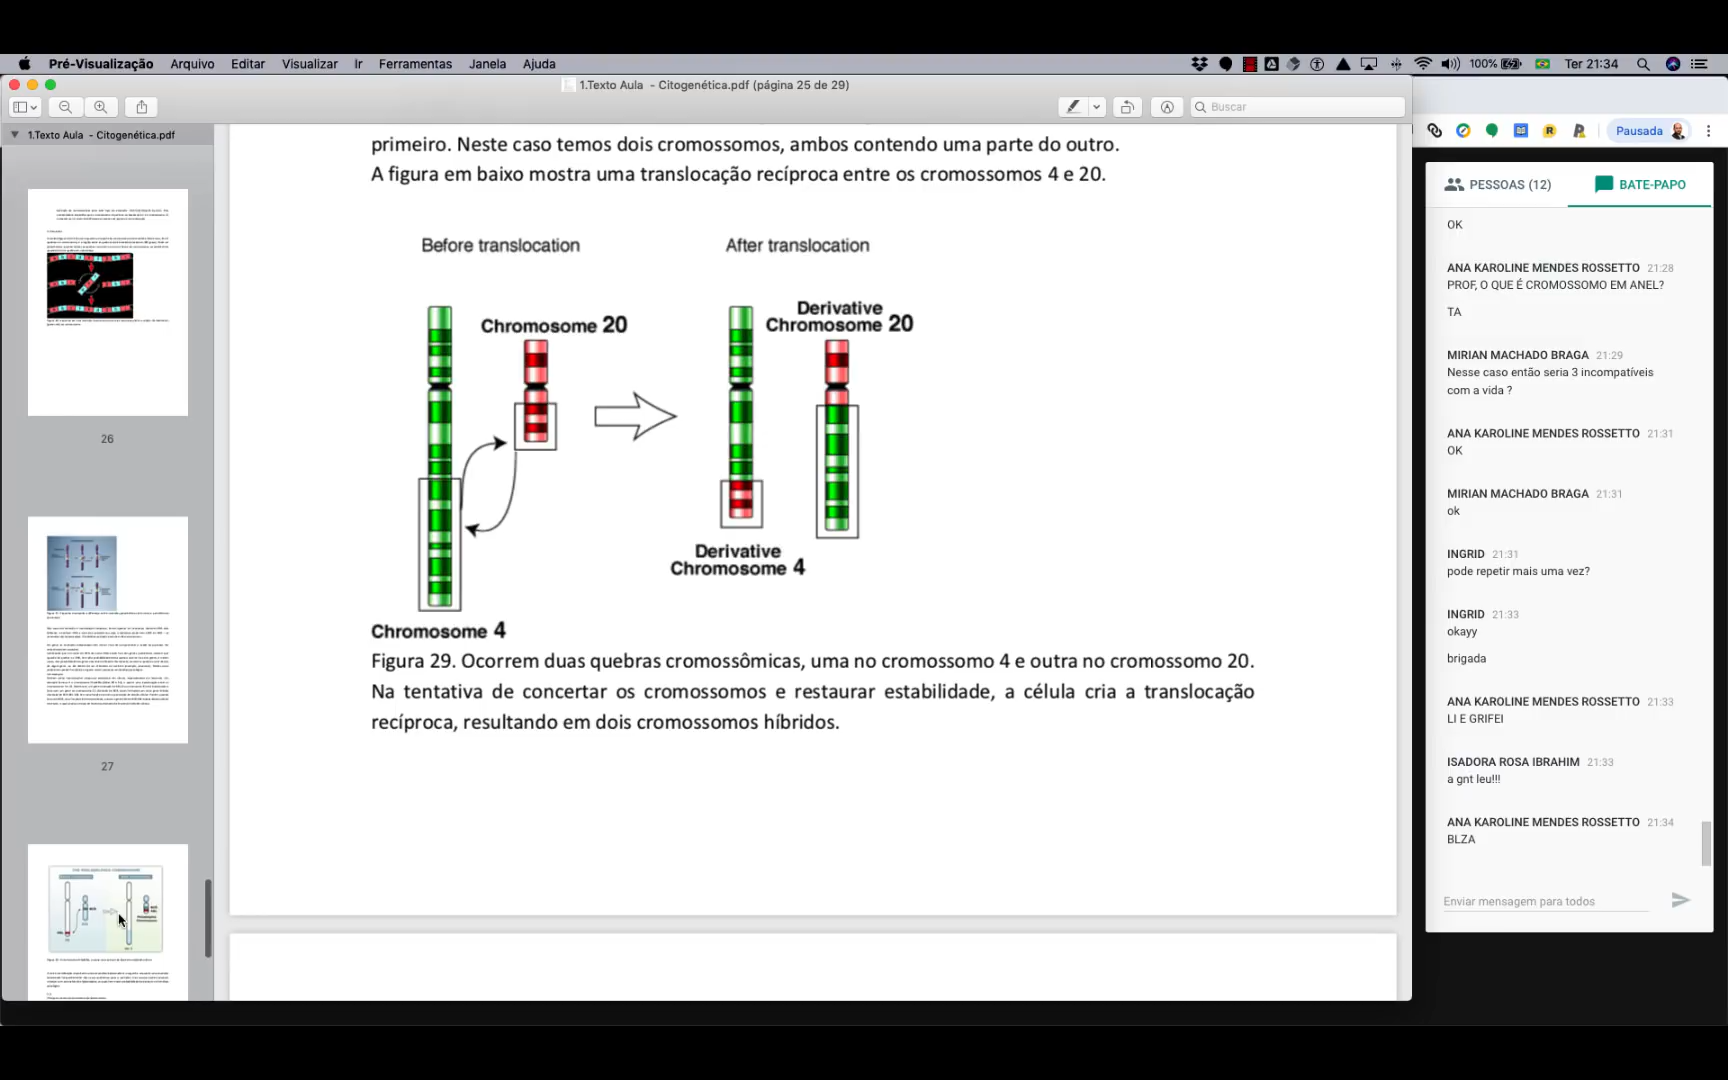 Pré-Visualização Arquivo Editar Visualizar Ir Ferramentas Janela Ajuda 100% Ter 21:34
1.Texto Aula - Citogenética.pdf (página 25 de 29)
Buscar
1.Texto Aula - Citogenética.pdf
26
27
primeiro. Neste caso temos dois cromossomos, ambos contendo uma parte do outro.
A figura em baixo mostra uma translocação recíproca entre os cromossomos 4 e 20.
Before translocation
After translocation
Chromosome 20
Derivative
Chromosome 20
Derivative
Chromosome 4
Chromosome 4
Figura 29. Ocorrem duas quebras cromossômicas, uma no cromossomo 4 e outra no cromossomo 20.
Na tentativa de concertar os cromossomos e restaurar estabilidade, a célula cria a translocação
recíproca, resultando em dois cromossomos híbridos.
Pausada
PESSOAS (12)
BATE-PAPO
OK
ANA KAROLINE MENDES ROSSETTO 21:28
PROF, O QUE É CROMOSSOMO EM ANEL?
TA
MIRIAN MACHADO BRAGA 21:29
Nesse caso então seria 3 incompatíveis
com a vida ?
ANA KAROLINE MENDES ROSSETTO 21:31
OK
MIRIAN MACHADO BRAGA 21:31
ok
INGRID 21:31
pode repetir mais uma vez?
INGRID 21:33
okayy
brigada
ANA KAROLINE MENDES ROSSETTO 21:33
LI E GRIFEI
ISADORA ROSA IBRAHIM 21:33
a gnt leu!!!
ANA KAROLINE MENDES ROSSETTO 21:34
BLZA
Enviar mensagem para todos